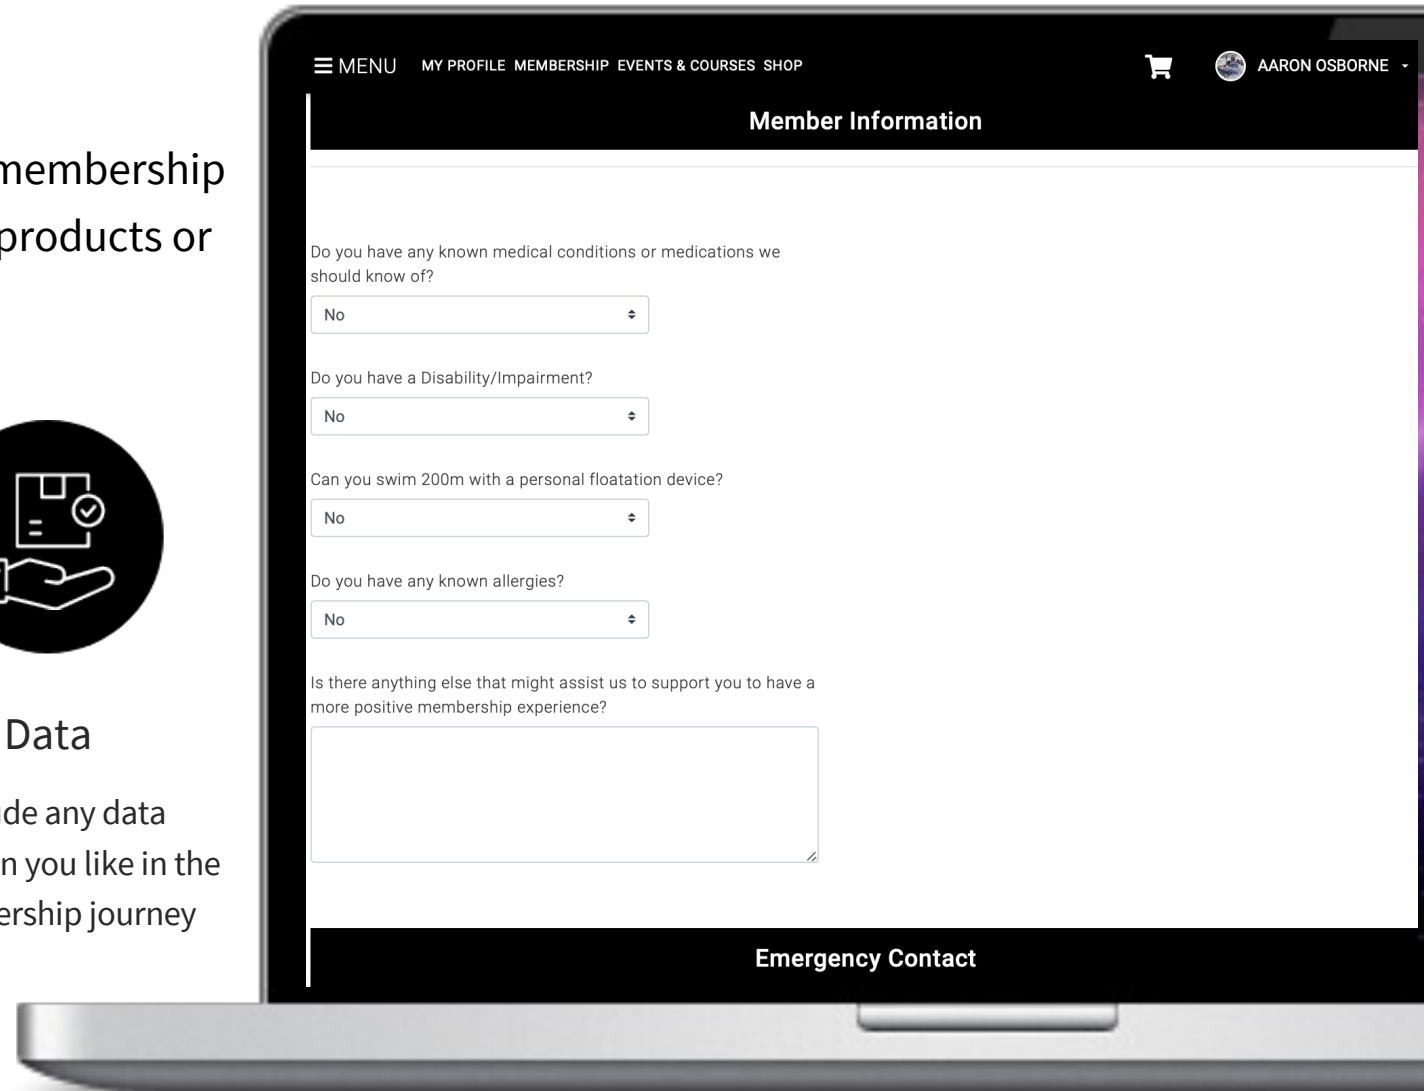 membership
products or
Data
any data
you like in the
journey
MENU MY PROFILE MEMBERSHIP EVENTS & COURSES SHOP AARON OSBORNE
Member Information
Do you have any known medical conditions or medications we
should know of?
No
Do you have a Disability/Impairment?
No
Can you swim 200m with a personal floatation device?
No
Do you have any known allergies?
No
Is there anything else that might assist us to support you to have a
more positive membership experience?
Emergency Contact